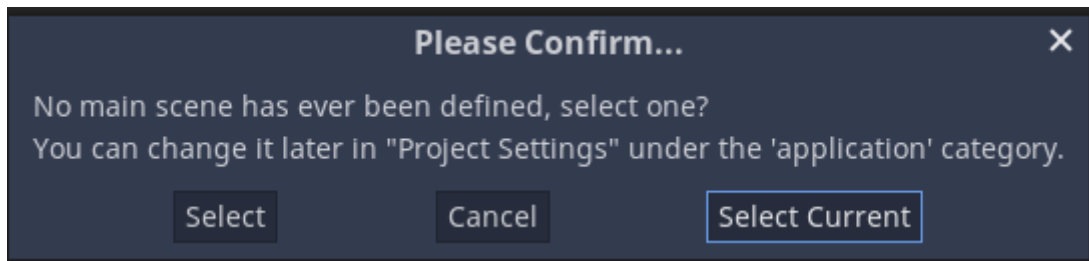 Please Confirm...
No main scene has ever been defined, select one?
You can change it later in "Project Settings" under the 'application' category.
Select
Cancel
Select Current